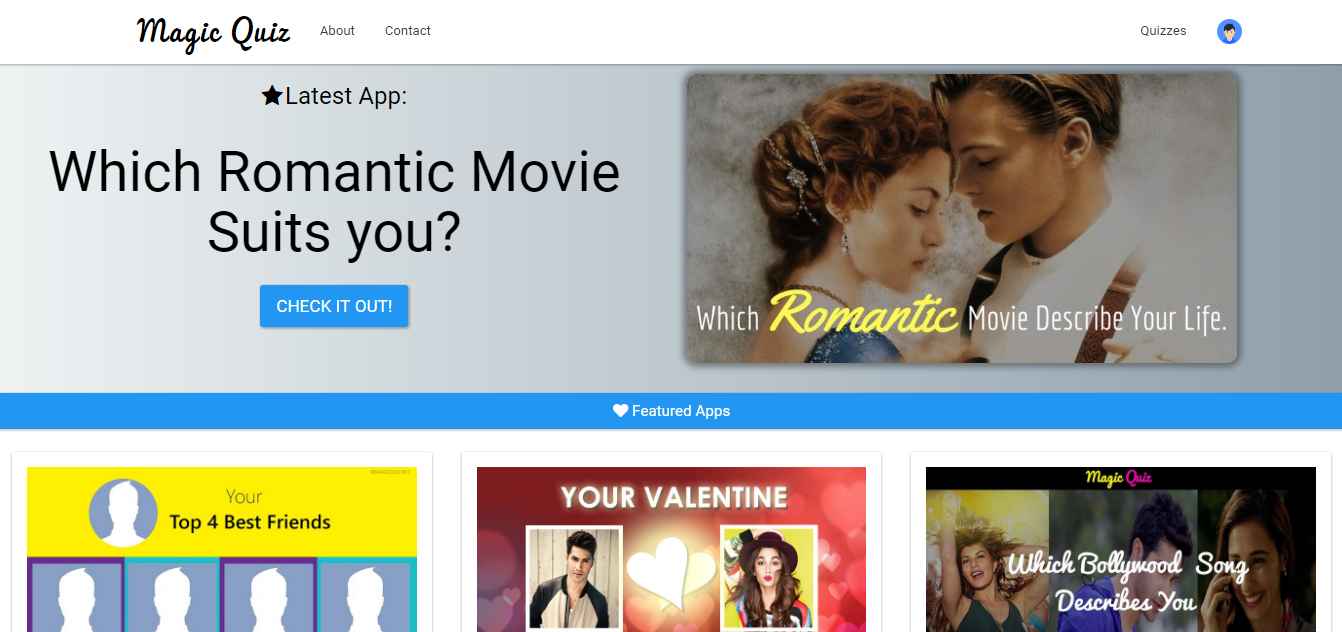 Magic Quiz
About
Contact
Quizzes
Latest App:
Which Romantic Movie
Suits you?
CHECK IT OUT!
Which Romantic Movie Describe Your Life.
Featured Apps
Your
Top 4 Best Friends
YOUR VALENTINE
Magic Quiz
Which Bollywood Song
Describes You